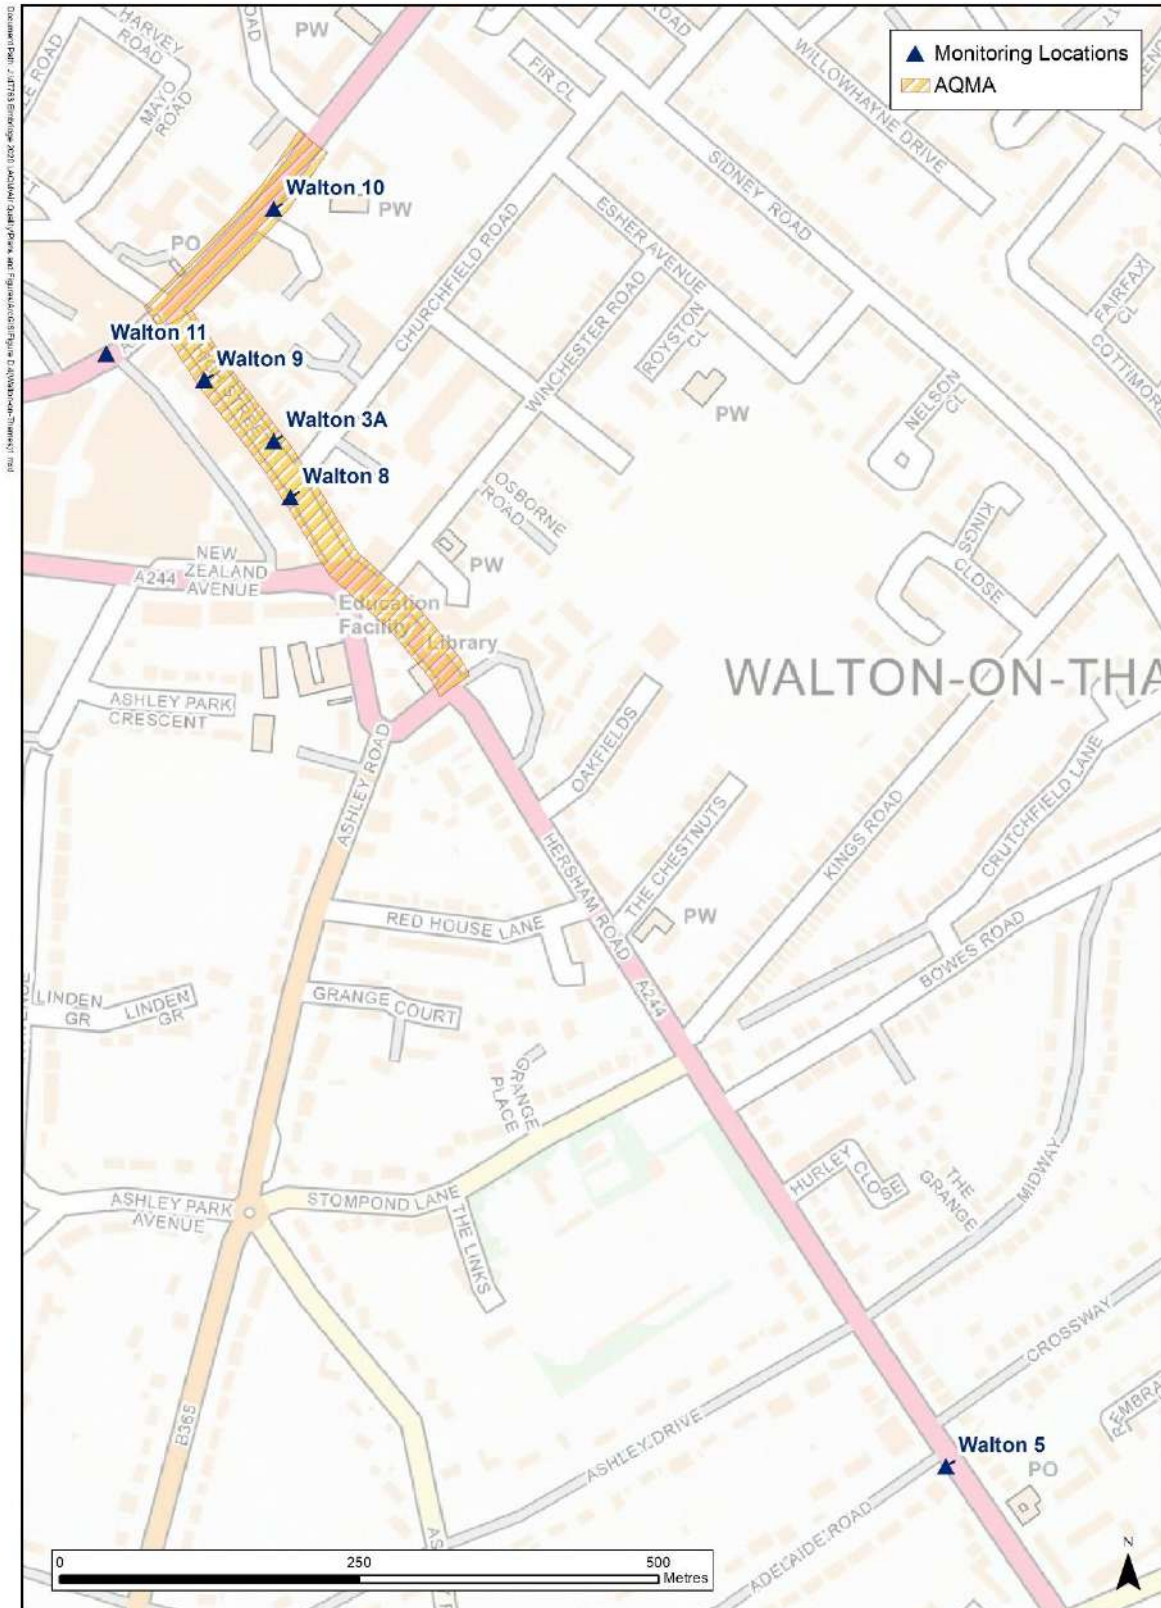 HARVEY
ROAD
MAYO
ROAD
OAD
PW
ROAD
FIR CL
WILLOWHAYNE DRIVE
Monitoring Locations
AQMA
SIDNEY ROAD
Walton 10
PW
PO
ESHER AVENUE
CHURCHFIELD ROAD
WINCHESTER ROAD
ROYSTON
CL
FAIRFAX
CL
COTTIMORE
Walton 11
Walton 9
PW
NELSON
CL
Walton 3A
Walton 8
OSBORNE
ROAD
KINGS
CLOSE
PW
NEW
ZEALAND
AVENUE
A244
Education
Facility
Library
WALTON-ON-THA
ASHLEY PARK
CRESCENT
ASHLEY ROAD
OAKFIELDS
HERSHAM ROAD
THE CHESTNUTS
KINGS ROAD
CRUTCHFIELD LANE
RED HOUSE LANE
PW
BOWES ROAD
A244
LINDEN
GR
LINDEN
GR
GRANGE COURT
GRANGE
PLACE
HURLEY
CLOSE
THE
GRANGE
MIDWAY
ASHLEY PARK
AVENUE
STOMPOND LANE
THE LINKS
CROSSWAY
B365
ASHLEY DRIVE
Walton 5
PO
ADELAIDE ROAD
0
250
500
Metres
N